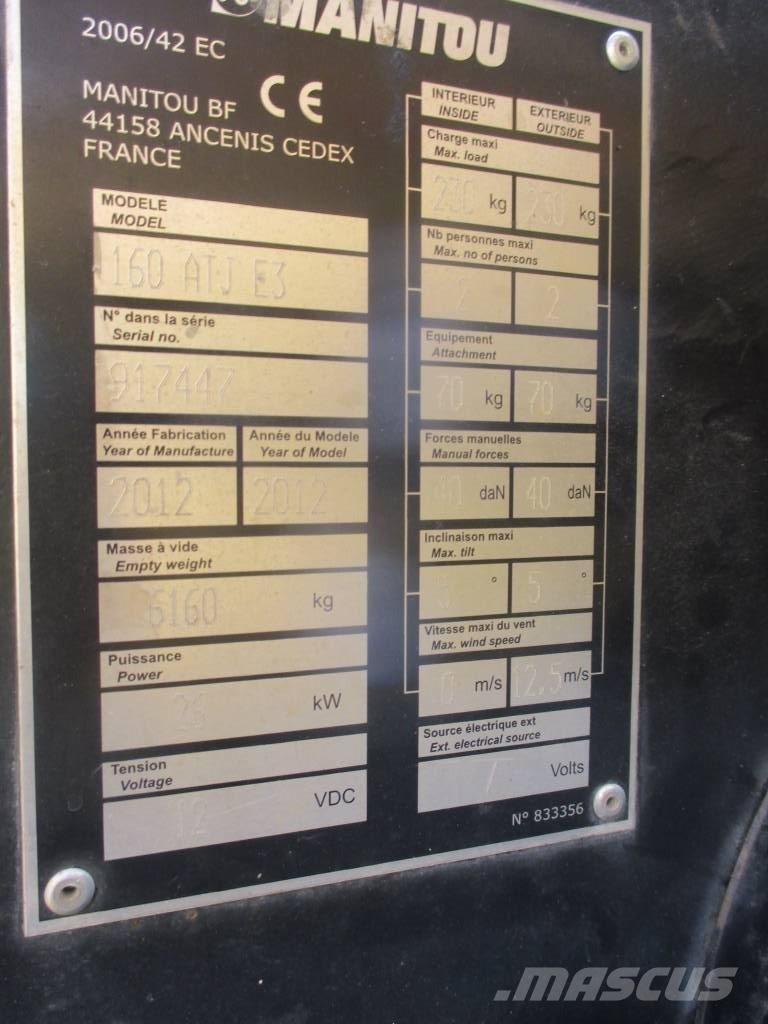 MANITOU
2006/42 EC
MANITOU BF CE
44158 ANCENIS CEDEX
FRANCE
MODELE
MODEL
160 ATJ E3
N° dans la série
Serial no.
917447
Année Fabrication
Year of Manufacture
Année du Modele
Year of Model
2012
2012
Masse à vide
Empty weight
6160 kg
Puissance
Power
kW
Tension
Voltage
12 VDC
INTERIEUR
INSIDE
EXTERIEUR
OUTSIDE
Charge maxi
Max. load
230 kg 230 kg
Nb personnes maxi
Max. no of persons
2 2
Equipement
Attachment
70 kg 70 kg
Forces manuelles
Manual forces
40 daN 40 daN
Inclinaison maxi
Max. tilt
5 ° 5 °
Vitesse maxi du vent
Max. wind speed
0 m/s 12.5 m/s
Source électrique ext
Ext. electrical source
/ Volts
N° 833356
mascus